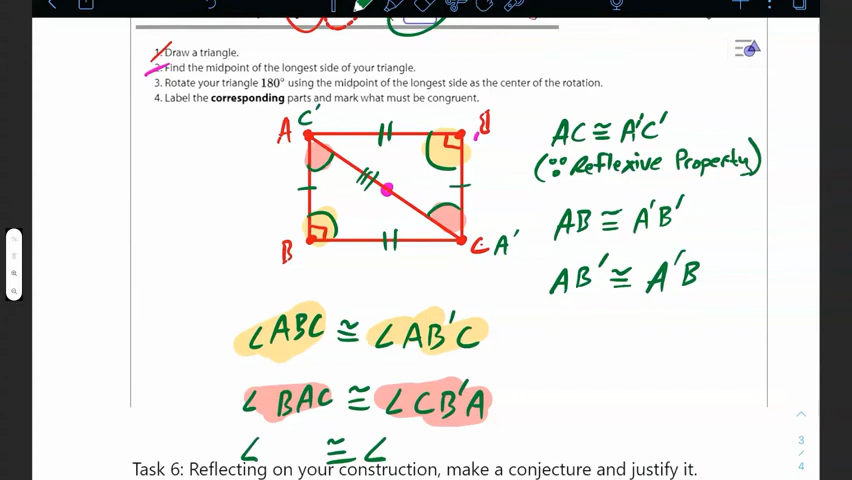 1. Draw a triangle.
2. Find the midpoint of the longest side of your triangle.
3. Rotate your triangle 180° using the midpoint of the longest side as the center of the rotation.
4. Label the corresponding parts and mark what must be congruent.
A C'
B C A'
AC ≅ A'C'
(∵ Reflexive Property)
AB ≅ A'B'
AB' ≅ A'B
∠ABC ≅ ∠AB'C
∠BAC ≅ ∠CB'A
∠ ≅ ∠
3
/
4
Task 6: Reflecting on your construction, make a conjecture and justify it.